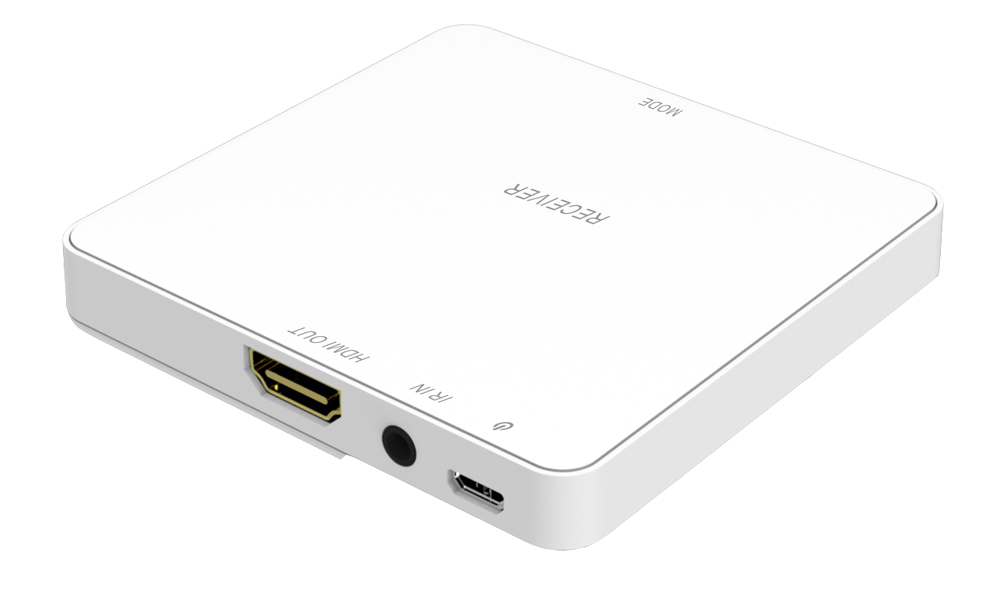 MODE
RECEIVER
HDMI OUT
IR IN